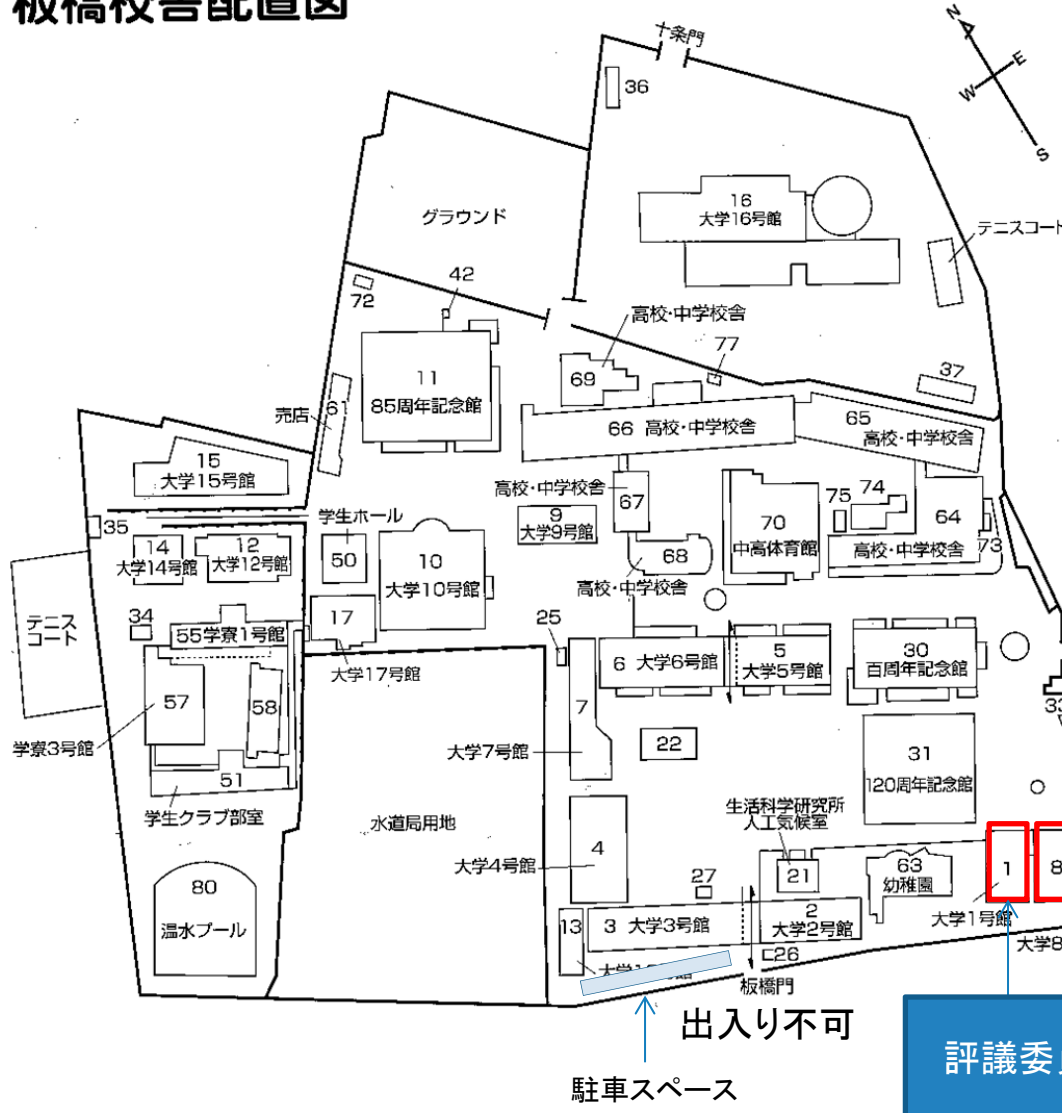 板橋校舎配置図
十条門
N
E
W
S
36
グラウンド
16
大学16号館
テニスコート
42
72
高校・中学校舎
77
69
37
11
85周年記念館
61
売店
66 高校・中学校舎
65
高校・中学校舎
15
大学15号館
高校・中学校舎
67
9
大学9号館
75
74
64
70
中高体育館
73
高校・中学校舎
35
学生ホール
50
14
大学14号館
12
大学12号館
10
大学10号館
68
高校・中学校舎
テニス
コート
34
55学寮1号館
17
大学17号館
25
6 大学6号館
5
大学5号館
30
百周年記念館
33
57
58
学寮3号館
7
大学7号館
22
31
120周年記念館
51
学生クラブ部室
水道局用地
生活科学研究所
人工気候室
4
大学4号館
21
63
幼稚園
1
大学1号館
8
大学8
80
温水プール
27
13
3 大学3号館
2
大学2号館
26
板橋門
出入り不可
駐車スペース
評議委